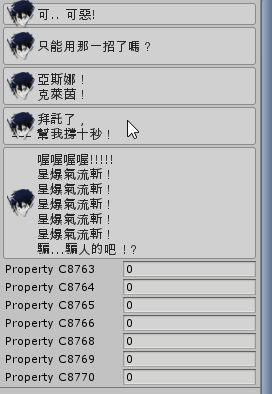 可.. 可惡!
只能用那一招了嗎？
亞斯娜！
克萊茵！
拜託了，
幫我撐十秒！
喔喔喔喔!!!!!
星爆氣流斬！
星爆氣流斬！
星爆氣流斬！
星爆氣流斬！
星爆氣流斬！
騙...騙人的吧 !？
Property C8763 0
Property C8764 0
Property C8765 0
Property C8766 0
Property C8768 0
Property C8769 0
Property C8770 0